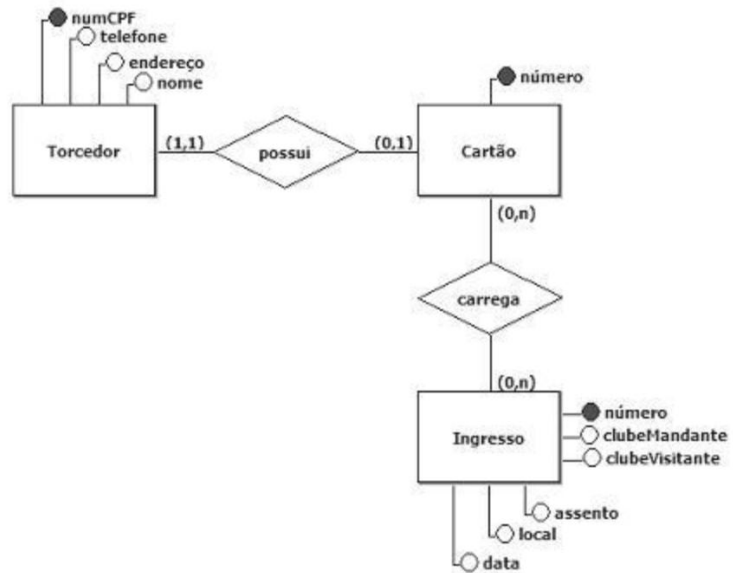 numCPF
telefone
endereço
nome
número
Torcedor
(1,1)
possui
(0,1)
Cartão
(0,n)
carrega
(0,n)
número
clubeMandante
clubeVisitante
Ingresso
assento
local
data